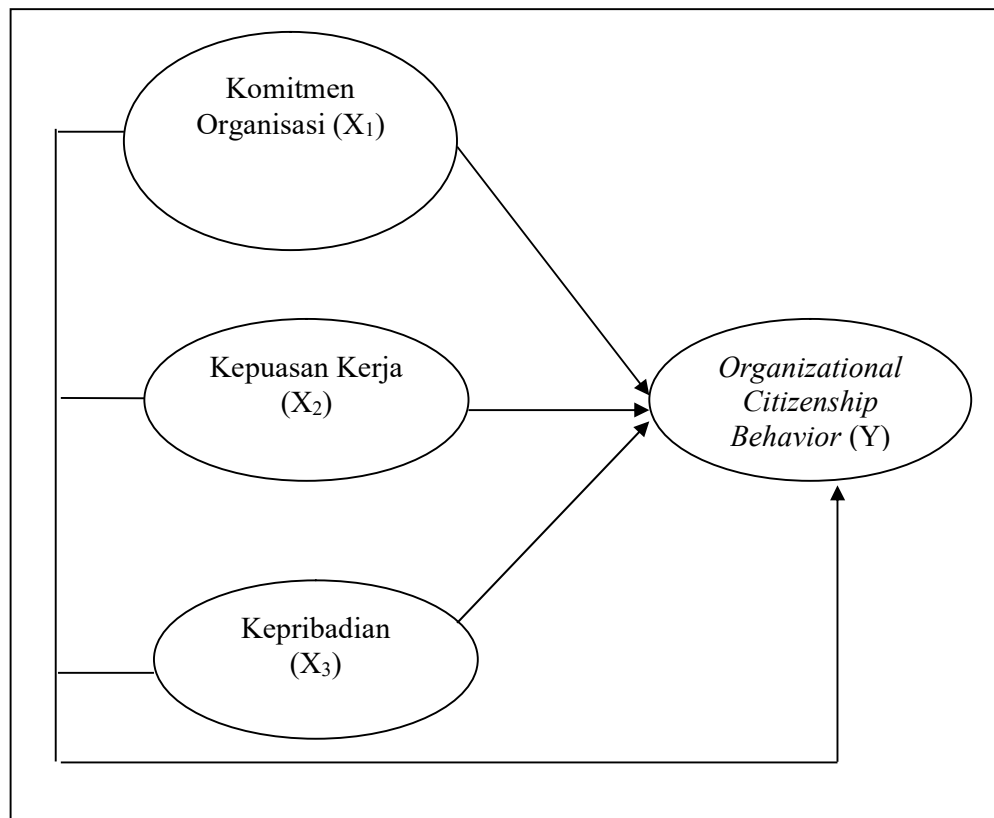 Komitmen
Organisasi (X₁)
Kepuasan Kerja
(X₂)
Organizational
Citizenship
Behavior (Y)
Kepribadian
(X₃)